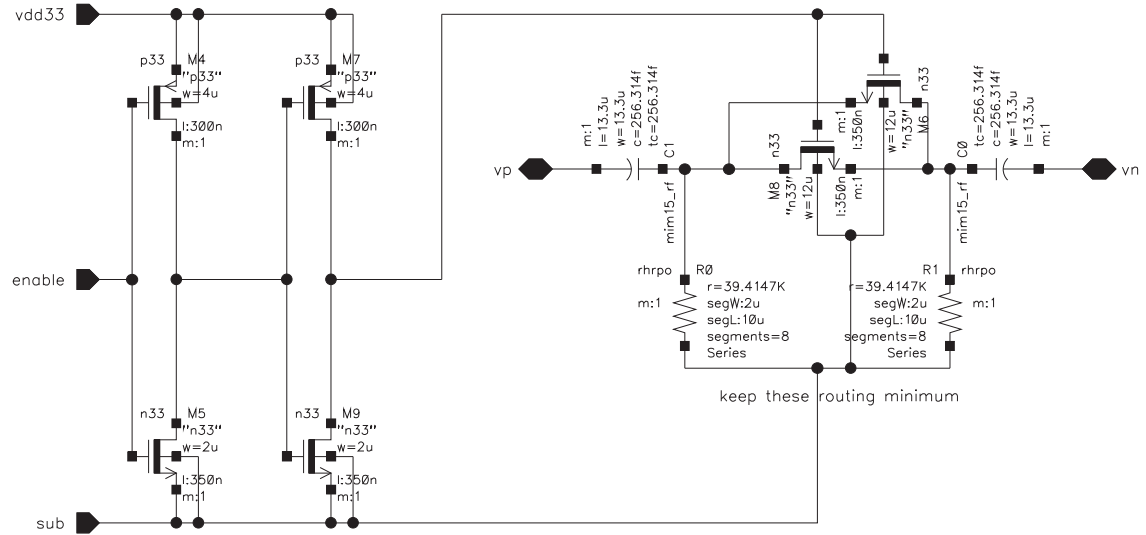 vdd33
p33
M4
"p33"
w=4u
l:300n
m:1
p33
M7
"p33"
w=4u
l:300n
m:1
enable
n33
M5
"n33"
w=2u
l:350n
m:1
n33
M9
"n33"
w=2u
l:350n
m:1
sub
vp
m:1
l=13.3u
w=13.3u
c=256.314f
tc=256.314f
C1
mim15_rf
n33
M8
"n33"
w=12u
l:350n
m:1
m:1
l:350n
w=12u
"n33"
M6
n33
C0
mim15_rf
tc=256.314f
c=256.314f
w=13.3u
l=13.3u
m:1
vn
rhrpo
R0
m:1
r=39.4147K
segW:2u
segL:10u
segments=8
Series
R1
rhrpo
r=39.4147K
segW:2u
segL:10u
segments=8
Series
m:1
keep these routing minimum